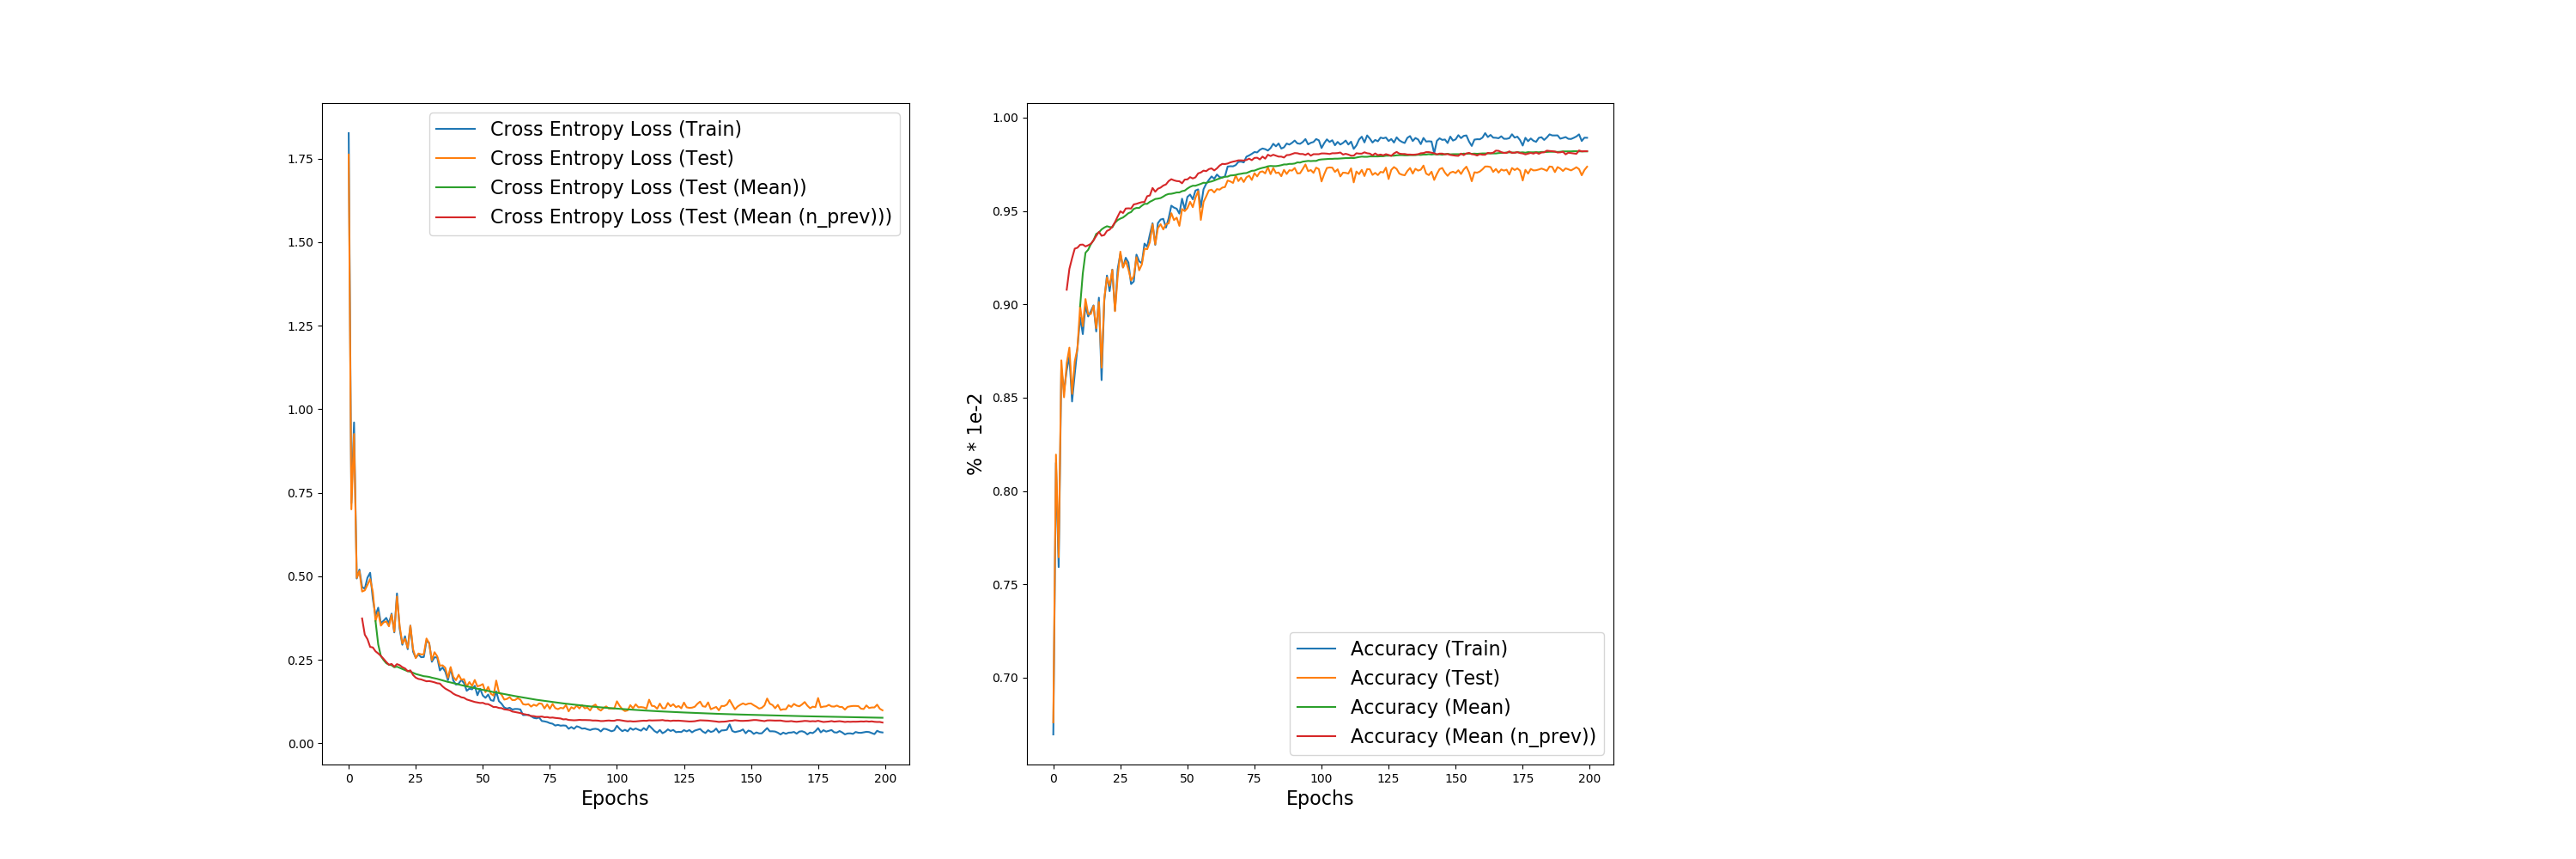 Cross Entropy Loss (Train)
Cross Entropy Loss (Test)
Cross Entropy Loss (Test (Mean))
Cross Entropy Loss (Test (Mean (n_prev)))
1.75
1.50
1.25
1.00
0.75
0.50
0.25
0.00
0 25 50 75 100 125 150 175 200
Epochs
% * 1e-2
1.00
0.95
0.90
0.85
0.80
0.75
0.70
Accuracy (Train)
Accuracy (Test)
Accuracy (Mean)
Accuracy (Mean (n_prev))
0 25 50 75 100 125 150 175 200
Epochs